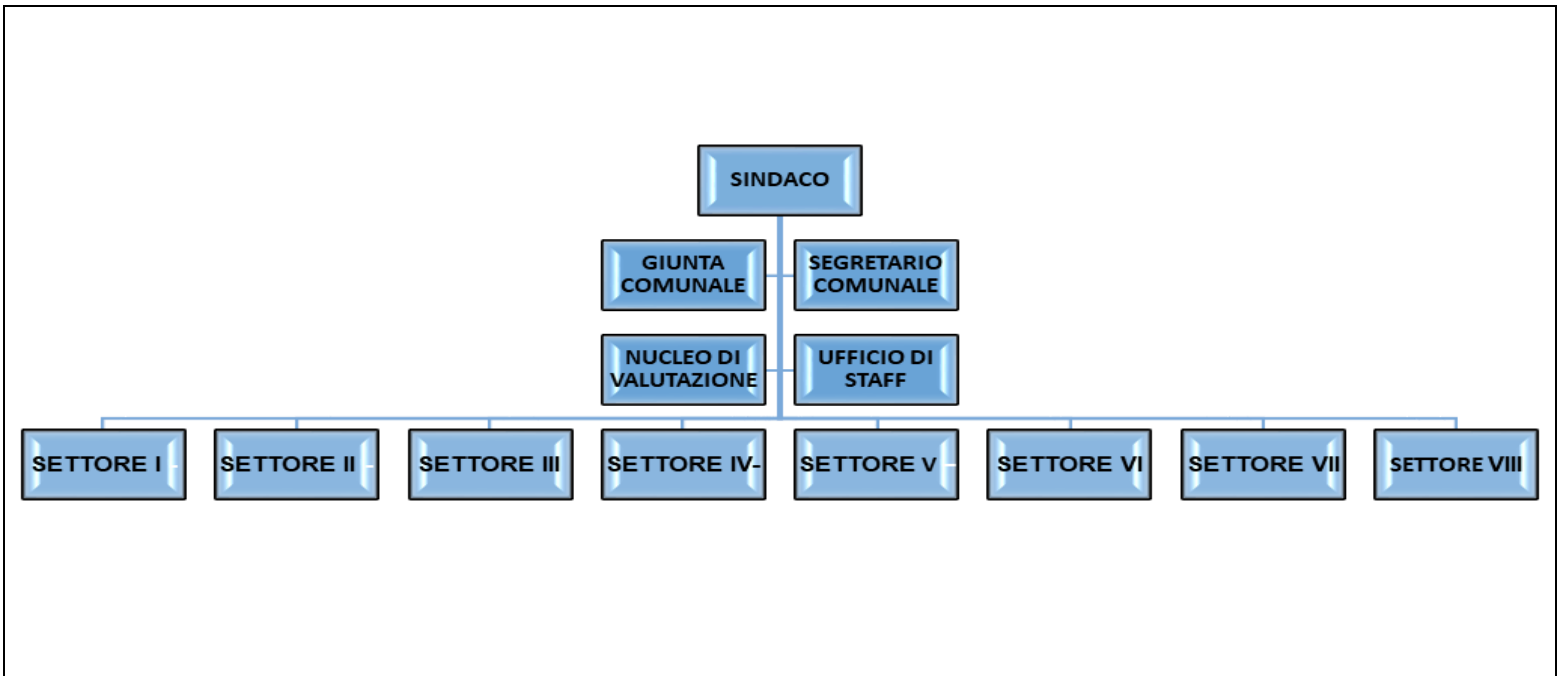 SINDACO
GIUNTA
COMUNALE
SEGRETARIO
COMUNALE
NUCLEO DI
VALUTAZIONE
UFFICIO DI
STAFF
SETTORE I -
SETTORE II -
SETTORE III
SETTORE IV-
SETTORE V -
SETTORE VI
SETTORE VII
SETTORE VIII